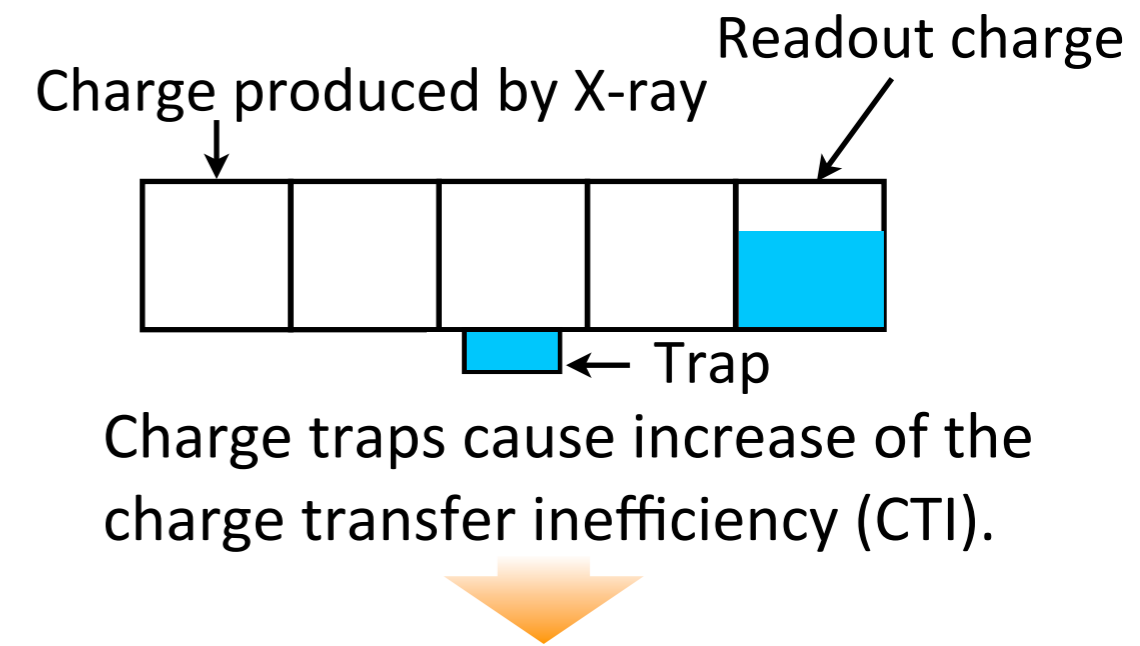 Readout charge
Charge produced by X-ray
Trap
Charge traps cause increase of the
charge transfer inefficiency (CTI).